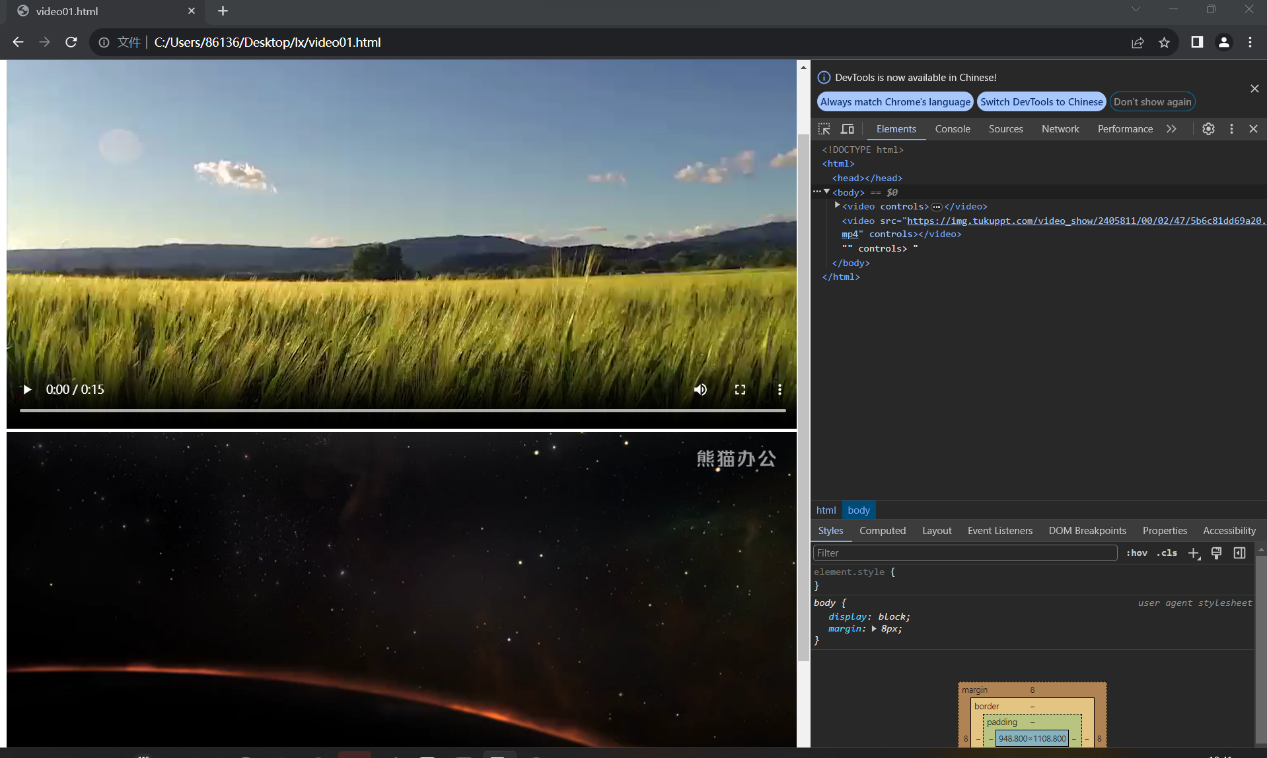 video01.html
文件 C:/Users/86136/Desktop/lx/video01.html
0:00 / 0:15
熊猫办公
DevTools is now available in Chinese!
Always match Chrome's language Switch DevTools to Chinese Don't show again
Elements Console Sources Network Performance
<!DOCTYPE html>
<html>
<head></head>
<body> == $0
<video controls>…</video>
<video src="https://img.tukuppt.com/video_show/2405811/00/02/47/5b6c81dd69a20.
mp4" controls></video>
"" controls> "
</body>
</html>
html body
Styles Computed Layout Event Listeners DOM Breakpoints Properties Accessibility
Filter :hov .cls
element.style {
}
body { user agent stylesheet
display: block;
margin: 8px;
}
margin 8
border –
padding –
8 – – 948.800×1108.800 – – 8